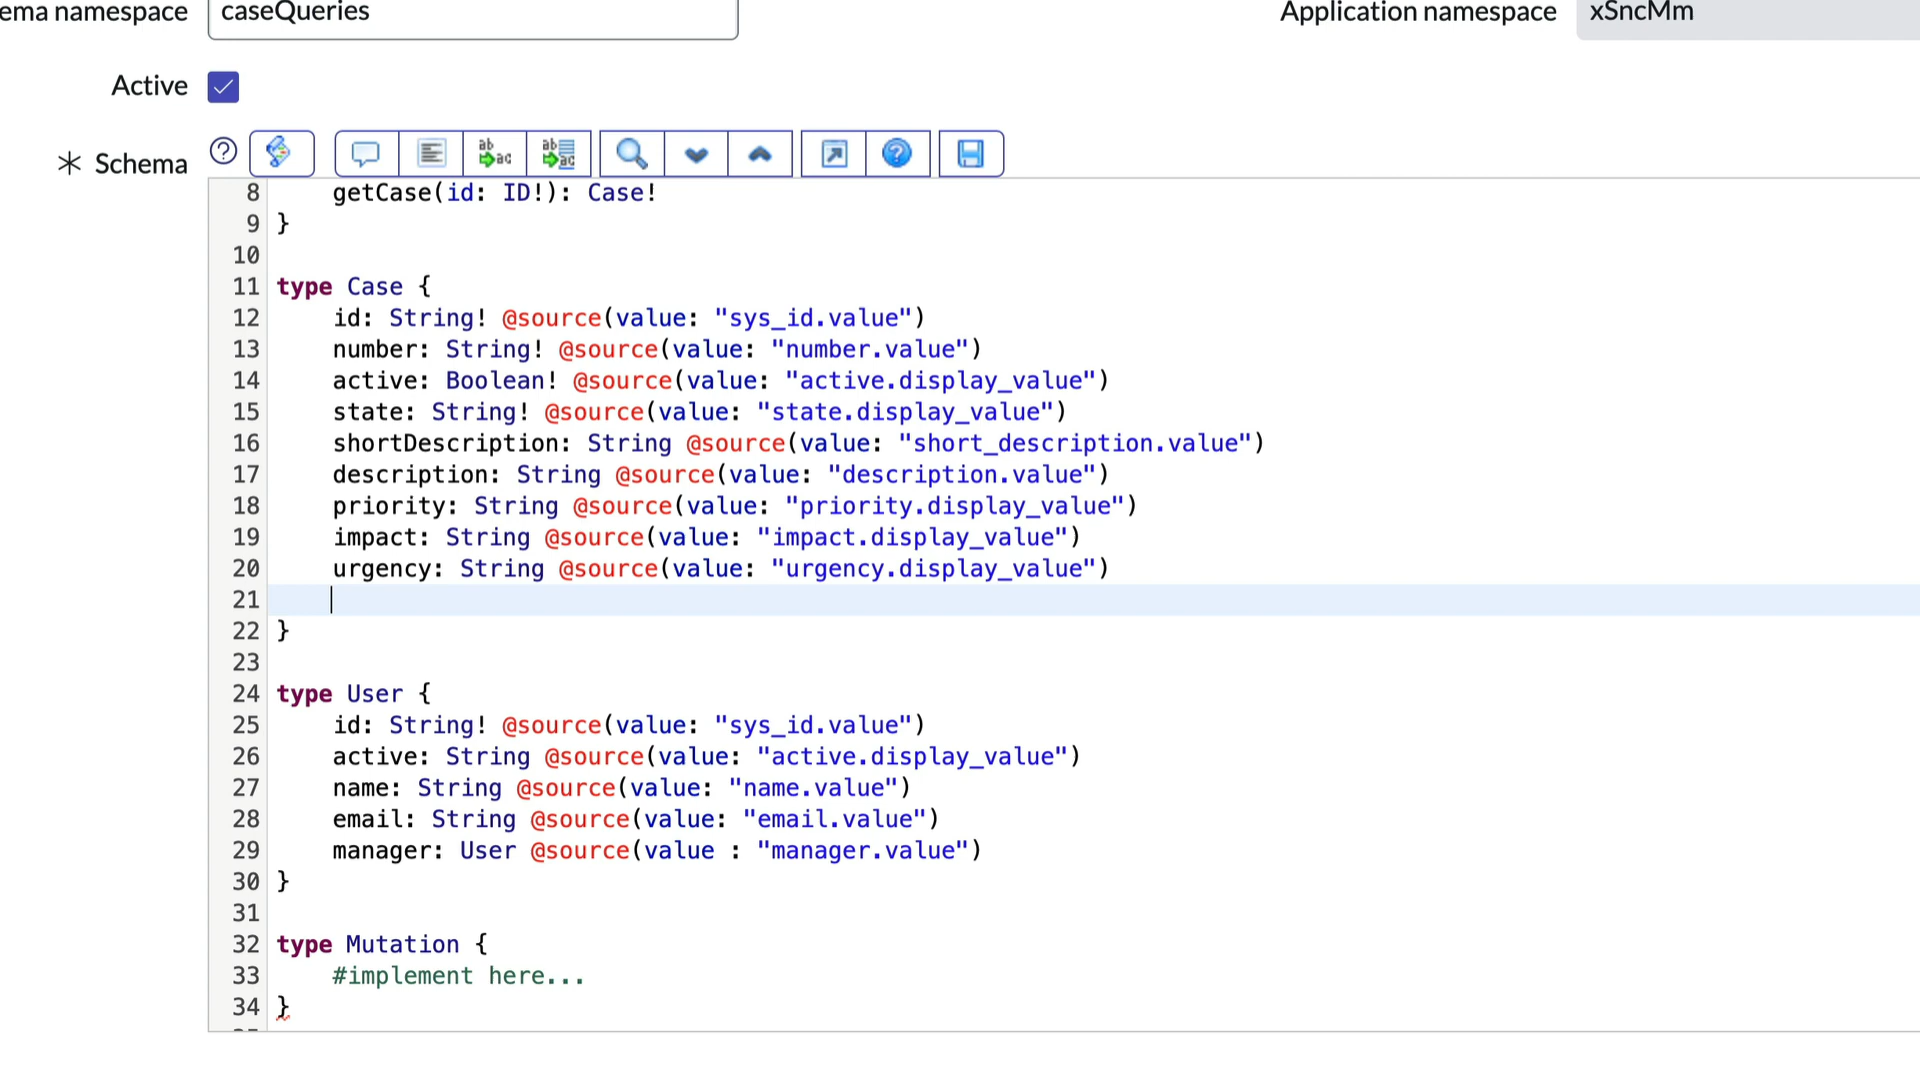 ema namespace caseQueries Application namespace xSncMm
Active
* Schema
8 getCase(id: ID!): Case!
9 }
10
11 type Case {
12 id: String! @source(value: "sys_id.value")
13 number: String! @source(value: "number.value")
14 active: Boolean! @source(value: "active.display_value")
15 state: String! @source(value: "state.display_value")
16 shortDescription: String @source(value: "short_description.value")
17 description: String @source(value: "description.value")
18 priority: String @source(value: "priority.display_value")
19 impact: String @source(value: "impact.display_value")
20 urgency: String @source(value: "urgency.display_value")
21
22 }
23
24 type User {
25 id: String! @source(value: "sys_id.value")
26 active: String @source(value: "active.display_value")
27 name: String @source(value: "name.value")
28 email: String @source(value: "email.value")
29 manager: User @source(value : "manager.value")
30 }
31
32 type Mutation {
33 #implement here...
34 }